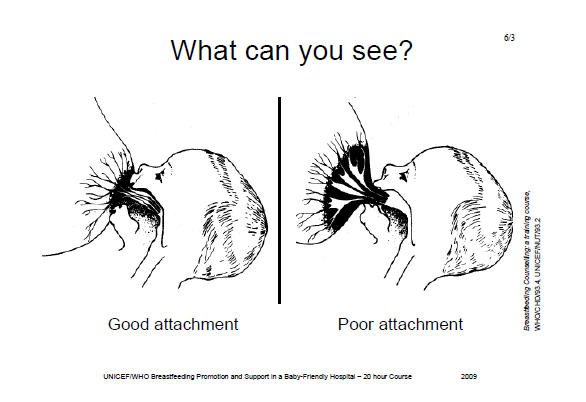 6/3
What can you see?
Good attachment
Poor attachment
Breastfeeding Counselling: a training course,
WHO/CHD/93.4, UNICEF/NUT/93.2
UNICEF/WHO Breastfeeding Promotion and Support in a Baby-Friendly Hospital – 20 hour Course
2009